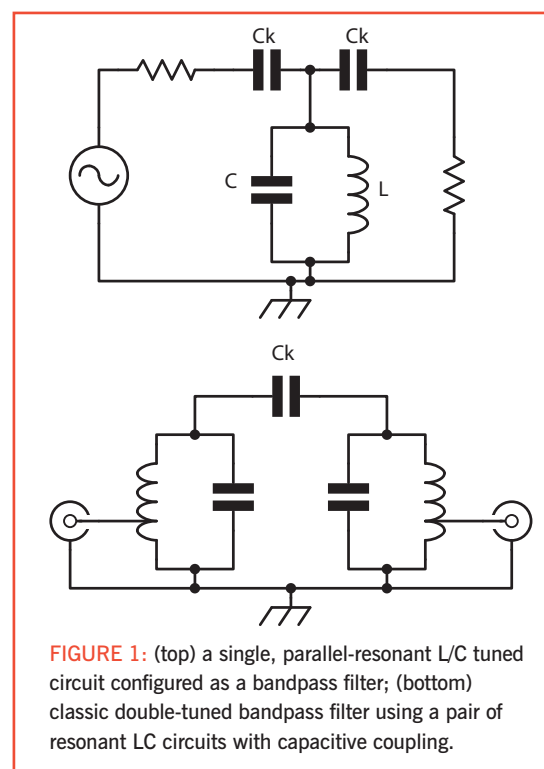 Ck Ck
C L
Ck
FIGURE 1: (top) a single, parallel-resonant L/C tuned
circuit configured as a bandpass filter; (bottom)
classic double-tuned bandpass filter using a pair of
resonant LC circuits with capacitive coupling.